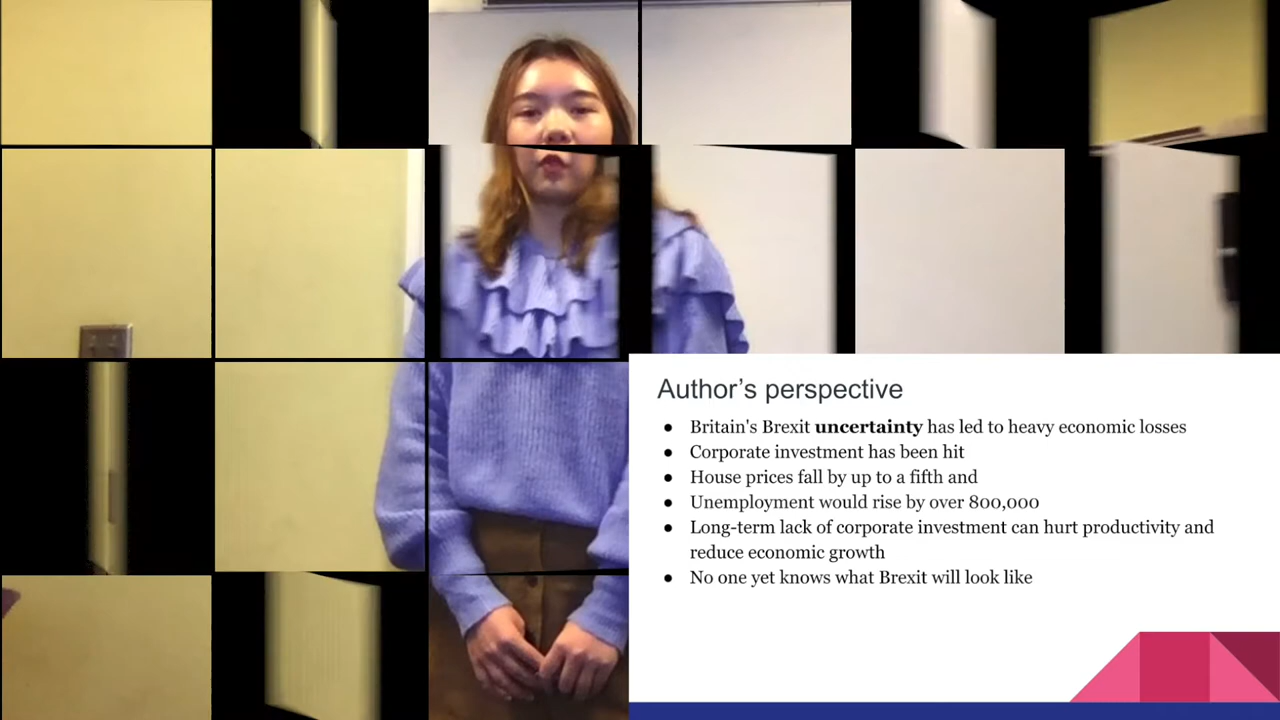 Author’s perspective
● Britain's Brexit uncertainty has led to heavy economic losses
● Corporate investment has been hit
● House prices fall by up to a fifth and
● Unemployment would rise by over 800,000
● Long-term lack of corporate investment can hurt productivity and
reduce economic growth
● No one yet knows what Brexit will look like